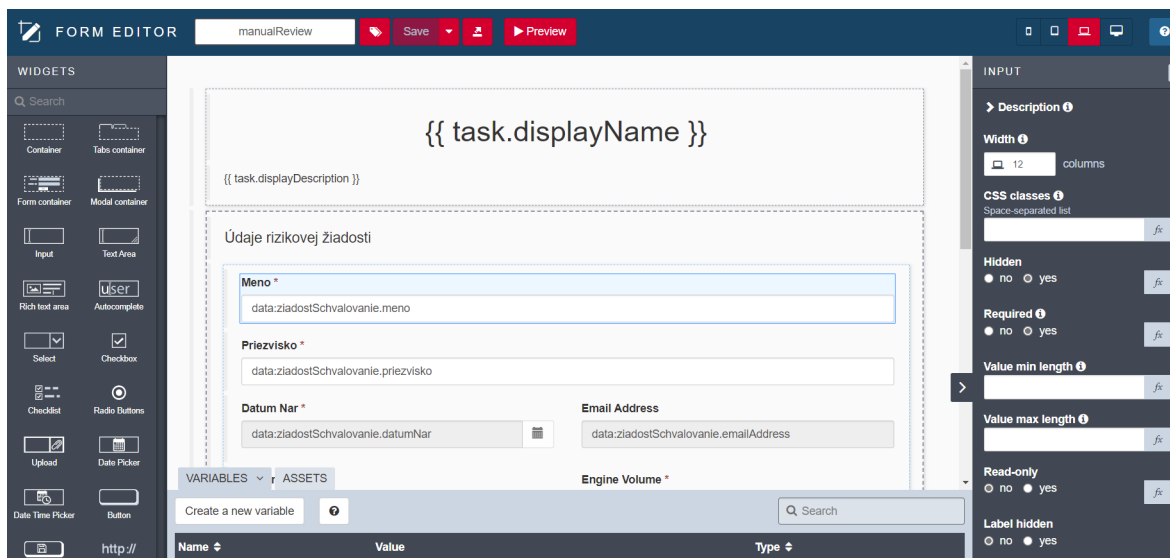 FORM EDITOR
manualReview
Save
Preview
WIDGETS
Search
Container
Tabs container
Form container
Modal container
Input
Text Area
Rich text area
user
Autocomplete
Select
Checkbox
Checklist
Radio Buttons
Upload
Date Picker
Date Time Picker
Button
http://
{{ task.displayName }}
{{ task.displayDescription }}
Údaje rizikovej žiadosti
Meno *
data:ziadostSchvalovanie.meno
Priezvisko *
data:ziadostSchvalovanie.priezvisko
Datum Nar *
Email Address
data:ziadostSchvalovanie.datumNar
data:ziadostSchvalovanie.emailAddress
Engine Volume *
VARIABLES
ASSETS
Create a new variable
?
Search
Name
Value
Type
INPUT
?
Description
Width
12
columns
CSS classes
Space-separated list
fx
Hidden
no yes
fx
Required
no yes
fx
Value min length
fx
Value max length
fx
Read-only
no yes
fx
Label hidden
no yes